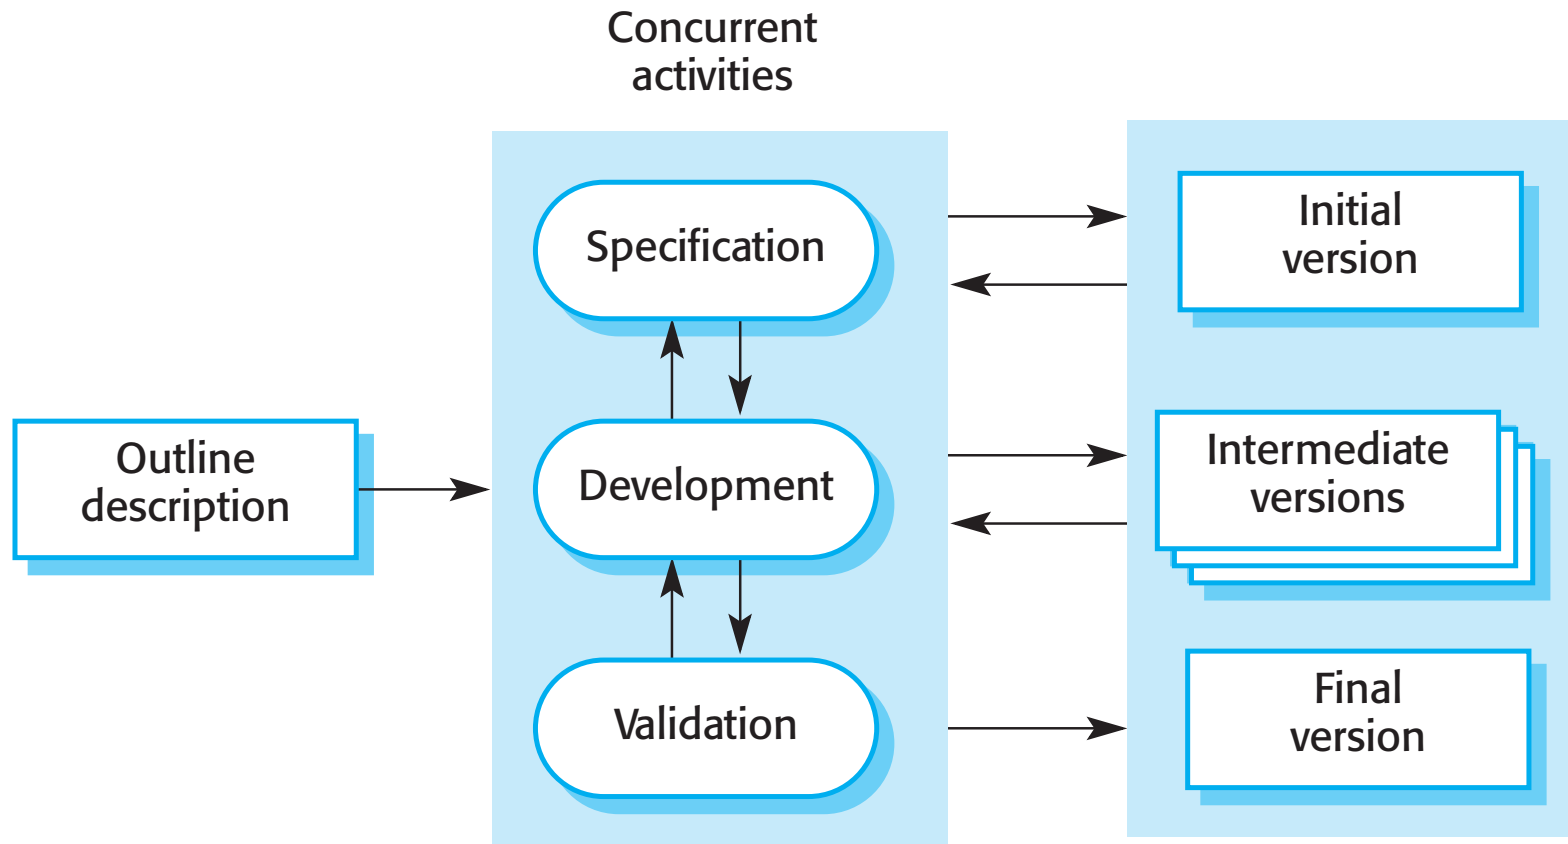 Concurrent
activities
Specification
Initial
version
Outline
description
Development
Intermediate
versions
Validation
Final
version